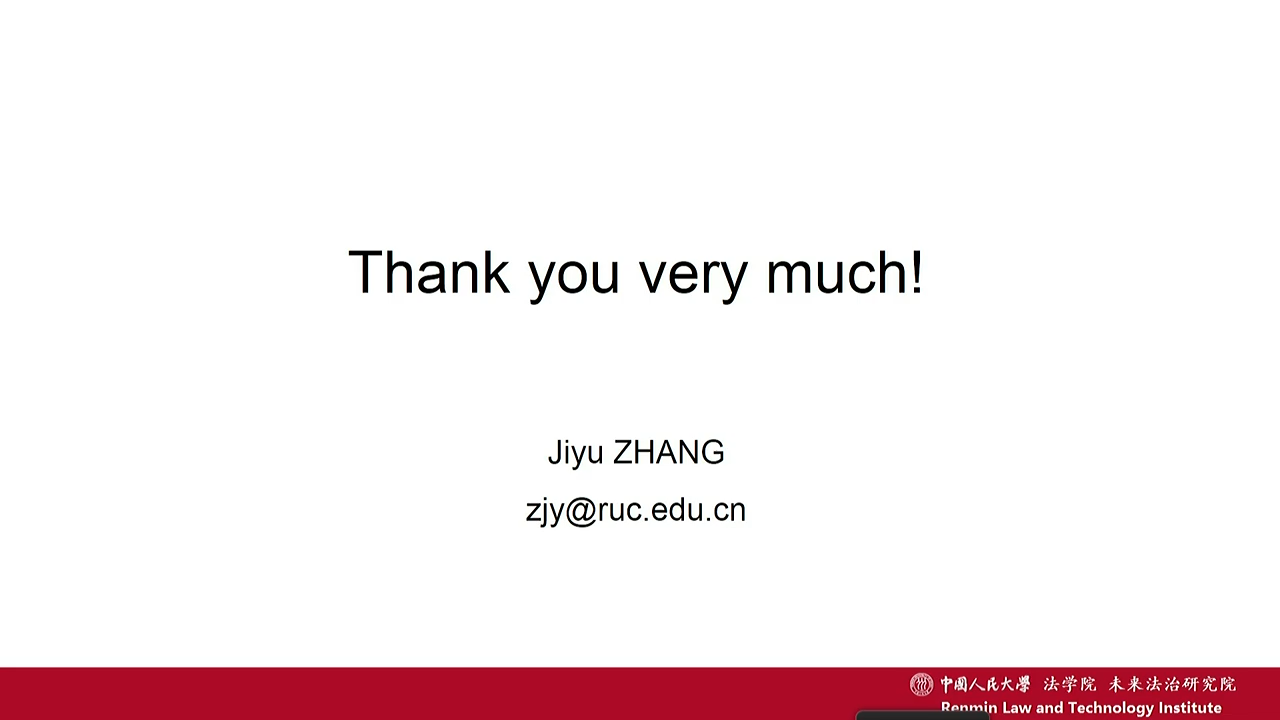 Thank you very much!
Jiyu ZHANG
zjy@ruc.edu.cn
中國人民大學 法学院 未来法治研究院
Renmin Law and Technology Institute